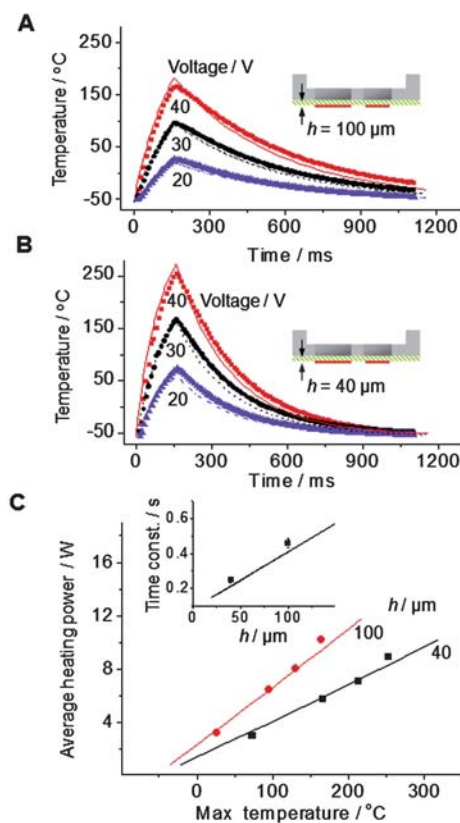 A
Temperature / °C
250
150
50
-50
Voltage / V
40
30
20
h = 100 µm
0
300
600
900
1200
Time / ms
B
Temperature / °C
250
150
50
-50
Voltage / V
40
30
20
h = 40 µm
0
300
600
900
1200
Time / ms
C
Average heating power / W
16
12
8
4
Time const. / s
0.6
0.4
0.2
0
50
100
h / µm
h / µm
100
40
0
100
200
300
Max temperature / °C